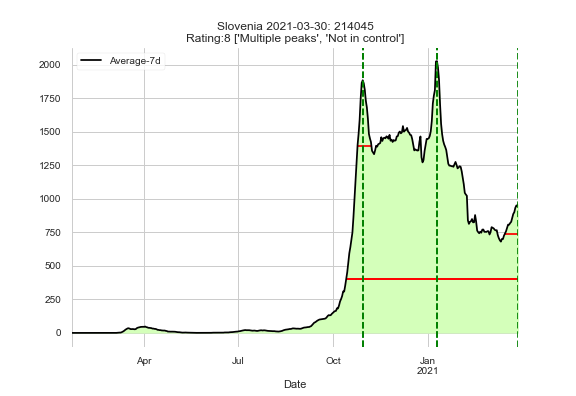 Slovenia 2021-03-30: 214045
Rating:8 ['Multiple peaks', 'Not in control']
Average-7d
2000
1750
1500
1250
1000
750
500
250
0
Apr
Jul
Oct
Jan
2021
Date